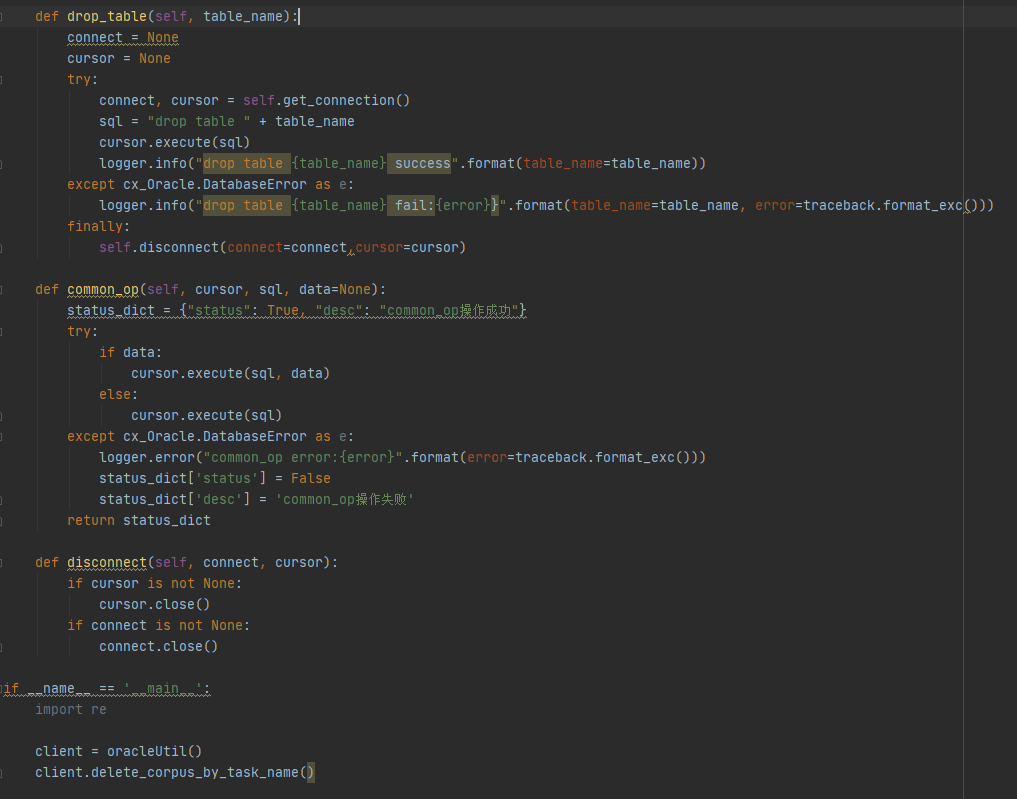 def drop_table(self, table_name):
connect = None
cursor = None
try:
connect, cursor = self.get_connection()
sql = "drop table " + table_name
cursor.execute(sql)
logger.info("drop table {table_name} success".format(table_name=table_name))
except cx_Oracle.DatabaseError as e:
logger.info("drop table {table_name} fail:{error}}".format(table_name=table_name, error=traceback.format_exc()))
finally:
self.disconnect(connect=connect,cursor=cursor)
def common_op(self, cursor, sql, data=None):
status_dict = {"status": True, "desc": "common_op操作成功"}
try:
if data:
cursor.execute(sql, data)
else:
cursor.execute(sql)
except cx_Oracle.DatabaseError as e:
logger.error("common_op error:{error}".format(error=traceback.format_exc()))
status_dict['status'] = False
status_dict['desc'] = 'common_op操作失败'
return status_dict
def disconnect(self, connect, cursor):
if cursor is not None:
cursor.close()
if connect is not None:
connect.close()
if __name__ == '__main__':
import re
client = oracleUtil()
client.delete_corpus_by_task_name()